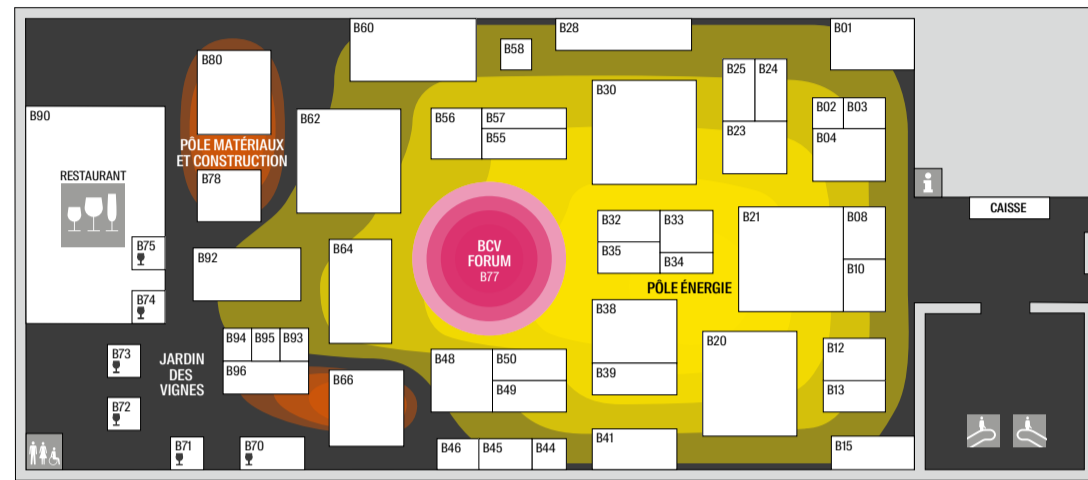 B60
B28
B01
B58
B80
B25
B24
B30
B90
B62
B56
B57
B02
B03
B55
B23
B04
PÔLE MATÉRIAUX
ET CONSTRUCTION
RESTAURANT
B78
i
CAISSE
B32
B33
B21
B08
B75
B92
B64
BCV
FORUM
B77
B35
B34
B10
PÔLE ÉNERGIE
B74
B38
B94
B95
B93
B20
B12
B73
JARDIN
DES
VIGNES
B48
B50
B96
B66
B39
B49
B13
B72
B71
B70
B46
B45
B44
B41
B15